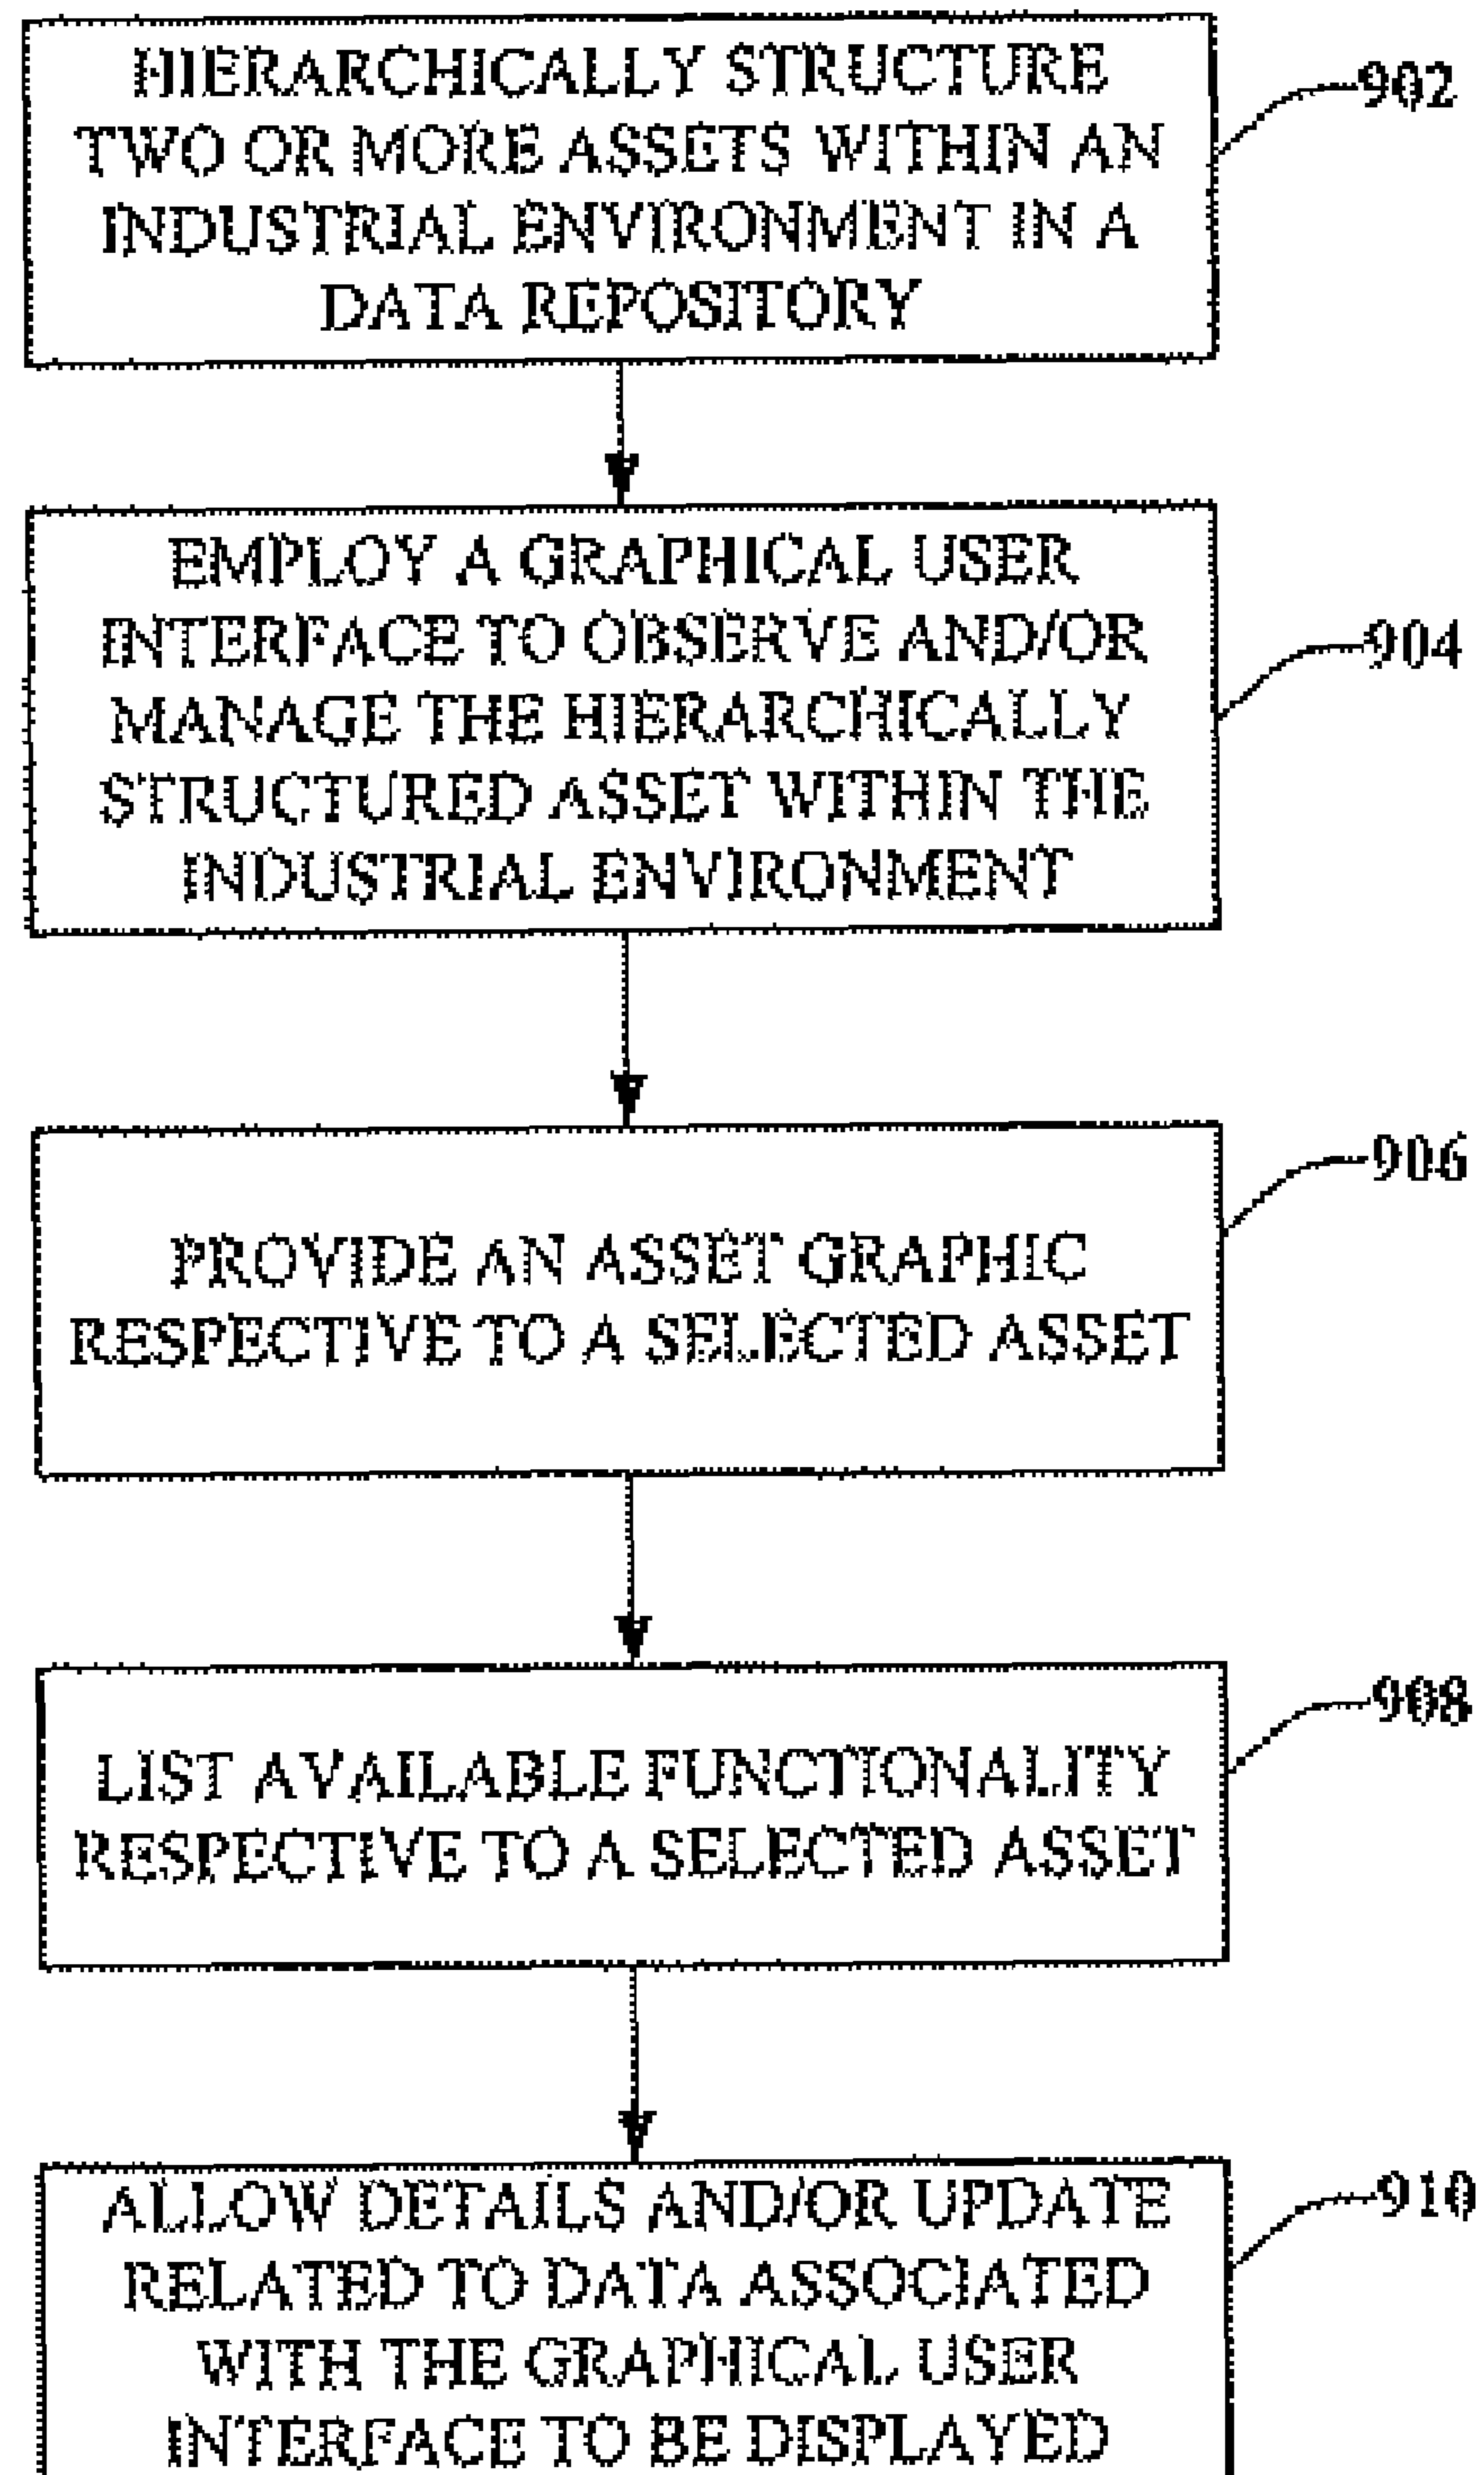 HIERARCHICALLY STRUCTURE
TWO OR MORE ASSETS WITHIN AN
INDUSTRIAL ENVIRONMENT IN A
DATA REPOSITORY
902
EMPLOY A GRAPHICAL USER
INTERFACE TO OBSERVE AND/OR
MANAGE THE HIERARCHICALLY
STRUCTURED ASSET WITHIN THE
INDUSTRIAL ENVIRONMENT
904
PROVIDE AN ASSET GRAPHIC
RESPECTIVE TO A SELECTED ASSET
906
LIST AVAILABLE FUNCTIONALITY
RESPECTIVE TO A SELECTED ASSET
908
ALLOW DETAILS AND/OR UPDATE
RELATED TO DATA ASSOCIATED
WITH THE GRAPHICAL USER
INTERFACE TO BE DISPLAYED
910